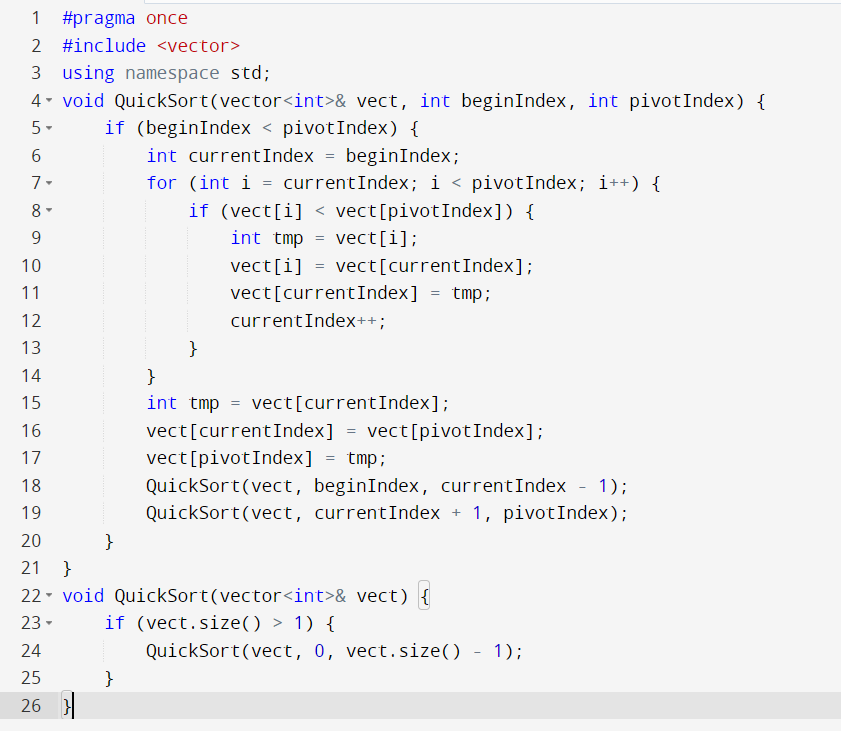 1 #pragma once
2 #include <vector>
3 using namespace std;
4 void QuickSort(vector<int>& vect, int beginIndex, int pivotIndex) {
5     if (beginIndex < pivotIndex) {
6         int currentIndex = beginIndex;
7         for (int i = currentIndex; i < pivotIndex; i++) {
8             if (vect[i] < vect[pivotIndex]) {
9                 int tmp = vect[i];
10                 vect[i] = vect[currentIndex];
11                 vect[currentIndex] = tmp;
12                 currentIndex++;
13             }
14         }
15         int tmp = vect[currentIndex];
16         vect[currentIndex] = vect[pivotIndex];
17         vect[pivotIndex] = tmp;
18         QuickSort(vect, beginIndex, currentIndex - 1);
19         QuickSort(vect, currentIndex + 1, pivotIndex);
20     }
21 }
22 void QuickSort(vector<int>& vect) {
23     if (vect.size() > 1) {
24         QuickSort(vect, 0, vect.size() - 1);
25     }
26 }